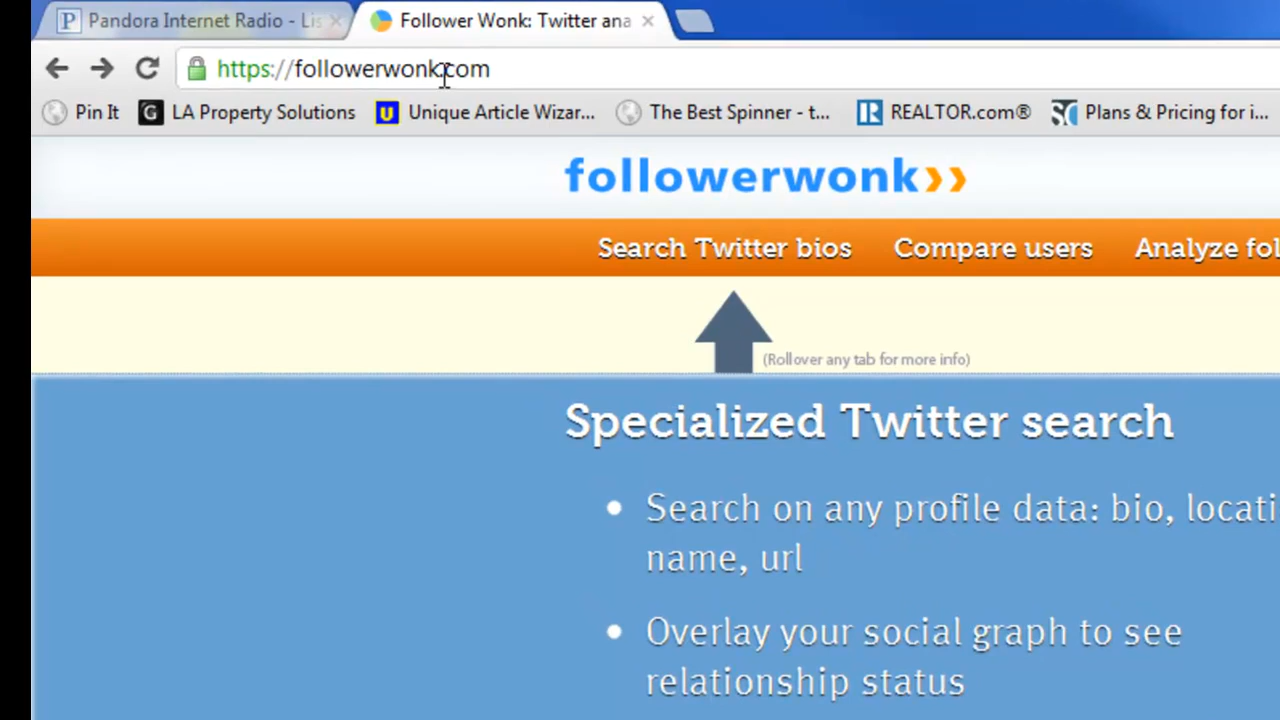 Pandora Internet Radio - Lis
Follower Wonk: Twitter ana
https://followerwonk.com
Pin It
LA Property Solutions
Unique Article Wizar...
The Best Spinner - t...
REALTOR.com®
Plans & Pricing for i...
followerwonk››
Search Twitter bios
Compare users
Analyze fol
(Rollover any tab for more info)
Specialized Twitter search
• Search on any profile data: bio, locati
name, url
• Overlay your social graph to see
relationship status